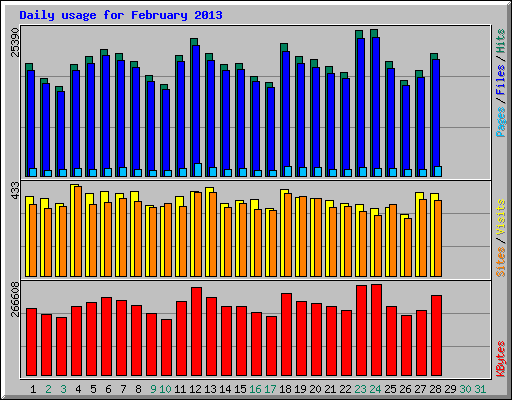 Daily usage for February 2013
25390
Pages / Files / Hits
433
Sites / Visits
266608
KBytes
1 2 3 4 5 6 7 8 9 10 11 12 13 14 15 16 17 18 19 20 21 22 23 24 25 26 27 28 29 30 31